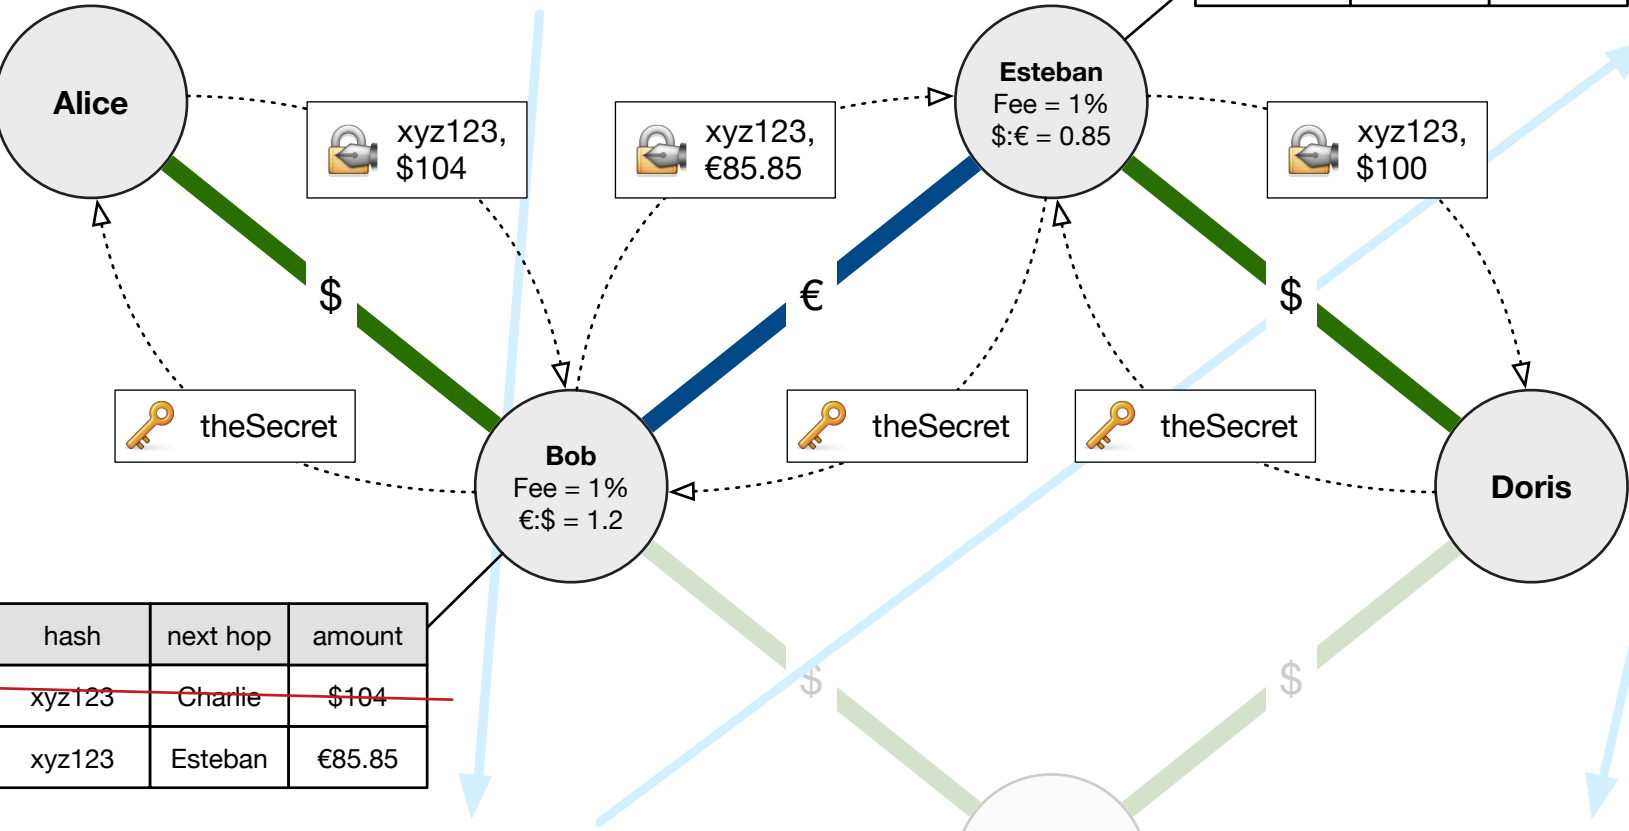 Alice
xyz123,
$104
xyz123,
€85.85
Esteban
Fee = 1%
$:€ = 0.85
xyz123,
$100
$
€
$
theSecret
Bob
Fee = 1%
€:$ = 1.2
theSecret
theSecret
Doris
hash next hop amount
xyz123 Charlie $104
xyz123 Esteban €85.85
$
$